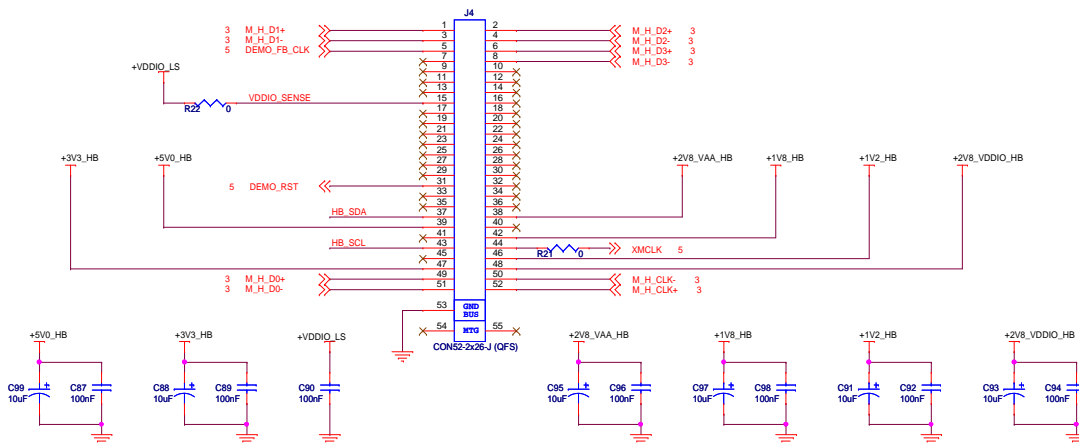 J4
3 M_H_D1+ 1 2 M_H_D2+ 3
3 M_H_D1- 3 4 M_H_D2- 3
5 DEMO_FB_CLK 5 6 M_H_D3+ 3
7 8 M_H_D3- 3
+VDDIO_LS 9 10
11 12
13 14
VDDIO_SENSE 15 16
R22 0 17 18
19 20
21 22
23 24
25 26
+3V3_HB +5V0_HB 27 28 +2V8_VAA_HB +1V8_HB +1V2_HB +2V8_VDDIO_HB
29 30
5 DEMO_RST 31 32
33 34
35 36
HB_SDA 37 38
39 40
41 42
HB_SCL 43 44 R21 0 XMCLK 5
45 46
47 48
3 M_H_D0+ 49 50 M_H_CLK- 3
3 M_H_D0- 51 52 M_H_CLK+ 3
53 GND
BUS
54 MTG 55
CON52-2x26-J (QFS)
+5V0_HB +3V3_HB +VDDIO_LS +2V8_VAA_HB +1V8_HB +1V2_HB +2V8_VDDIO_HB
C99 + C87 C88 + C89 C90 C95 + C96 C97 + C98 C91 + C92 C93 + C94
10uF 100nF 10uF 100nF 100nF 10uF 100nF 10uF 100nF 10uF 100nF 10uF 100nF